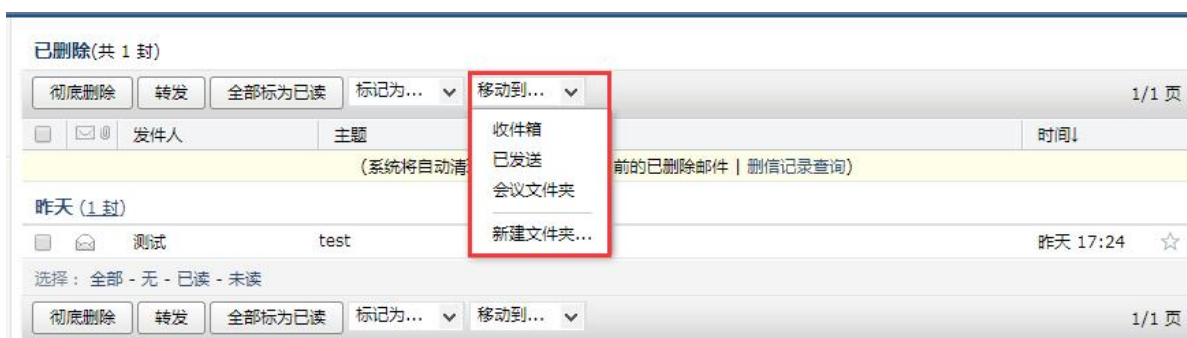 已删除(共 1 封)
彻底删除 转发 全部标为已读 标记为... 移动到... 1/1 页
发件人 主题 时间↓
收件箱
已发送
会议文件夹
新建文件夹...
(系统将自动清 前的已删除邮件 | 删信记录查询)
昨天 (1 封)
测试 test 昨天 17:24
选择: 全部 - 无 - 已读 - 未读
彻底删除 转发 全部标为已读 标记为... 移动到... 1/1 页